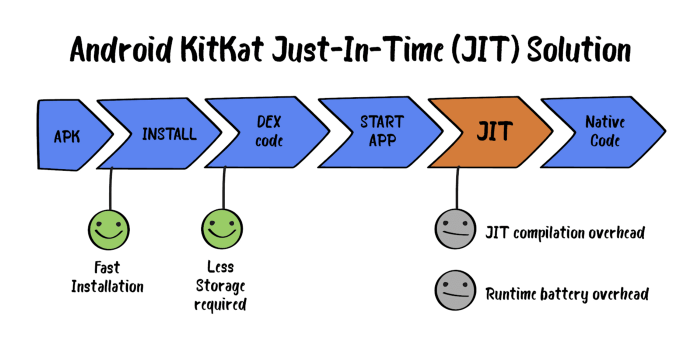 Android KitKat Just-In-Time (JIT) Solution
APK
INSTALL
DEX
code
START
APP
JIT
Native
Code
Fast
Installation
Less
Storage
required
JIT compilation overhead
Runtime battery overhead